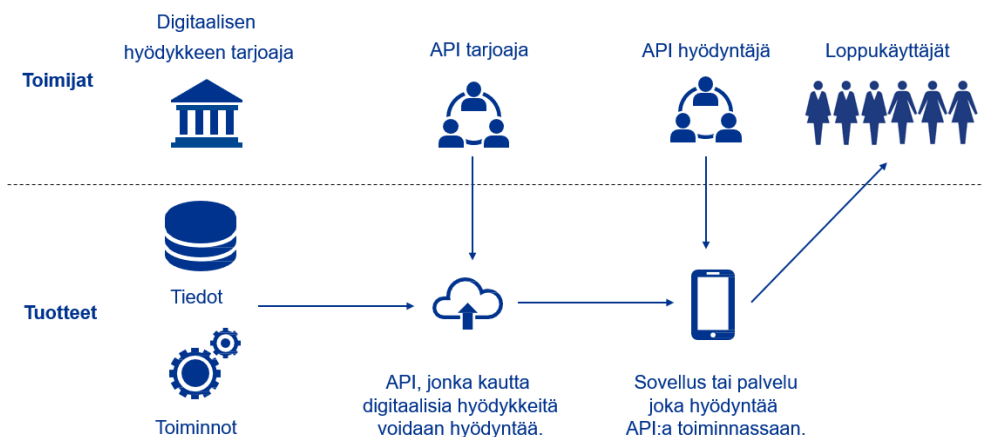 Digitaalisen
hyödykkeen tarjoaja
API tarjoaja
API hyödyntäjä
Loppukäyttäjät
Toimijat
Tiedot
Tuotteet
Toiminnot
API, jonka kautta
digitaalisia hyödykkeitä
voidaan hyödyntää.
Sovellus tai palvelu
joka hyödyntää
API:a toiminnassaan.